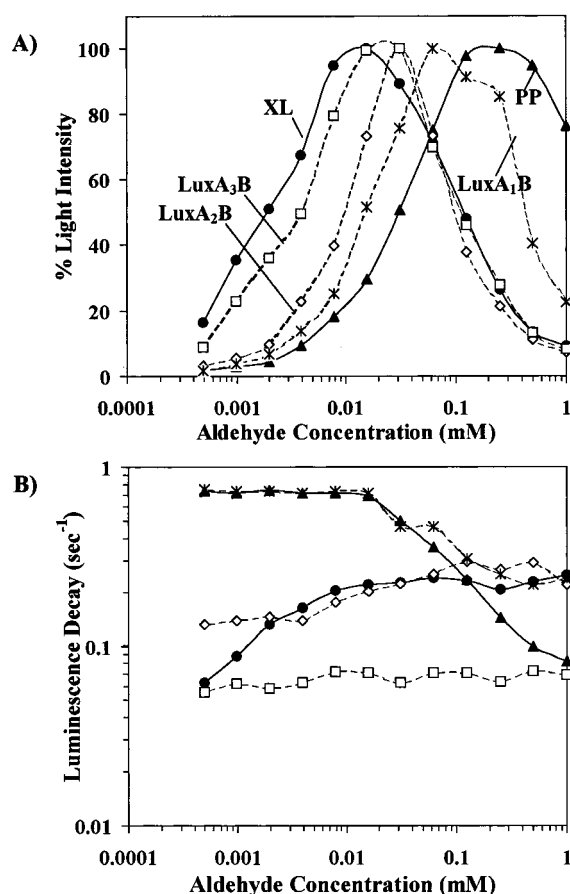 A)
% Light Intensity
100
80
60
40
20
0
XL
LuxA₃B
LuxA₂B
PP
LuxA₁B
0.0001 0.001 0.01 0.1 1
Aldehyde Concentration (mM)
B)
Luminescence Decay (sec⁻¹)
1
0.1
0.01
0.0001 0.001 0.01 0.1 1
Aldehyde Concentration (mM)